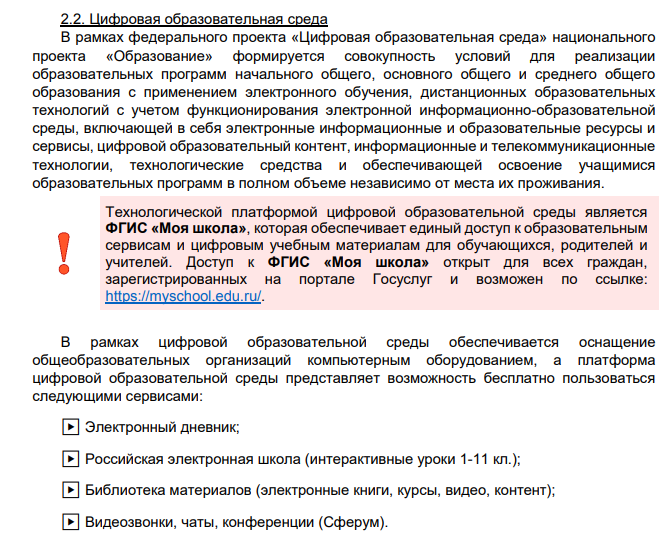 2.2. Цифровая образовательная среда
В рамках федерального проекта «Цифровая образовательная среда» национального
проекта «Образование» формируется совокупность условий для реализации
образовательных программ начального общего, основного общего и среднего общего
образования с применением электронного обучения, дистанционных образовательных
технологий с учетом функционирования электронной информационно-образовательной
среды, включающей в себя электронные информационные и образовательные ресурсы и
сервисы, цифровой образовательный контент, информационные и телекоммуникационные
технологии, технологические средства и обеспечивающей освоение учащимися
образовательных программ в полном объеме независимо от места их проживания.
Технологической платформой цифровой образовательной среды является
ФГИС «Моя школа», которая обеспечивает единый доступ к образовательным
сервисам и цифровым учебным материалам для обучающихся, родителей и
учителей. Доступ к ФГИС «Моя школа» открыт для всех граждан,
зарегистрированных на портале Госуслуг и возможен по ссылке:
https://myschool.edu.ru/.
В рамках цифровой образовательной среды обеспечивается оснащение
общеобразовательных организаций компьютерным оборудованием, а платформа
цифровой образовательной среды представляет возможность бесплатно пользоваться
следующими сервисами:
Электронный дневник;
Российская электронная школа (интерактивные уроки 1-11 кл.);
Библиотека материалов (электронные книги, курсы, видео, контент);
Видеозвонки, чаты, конференции (Сферум).